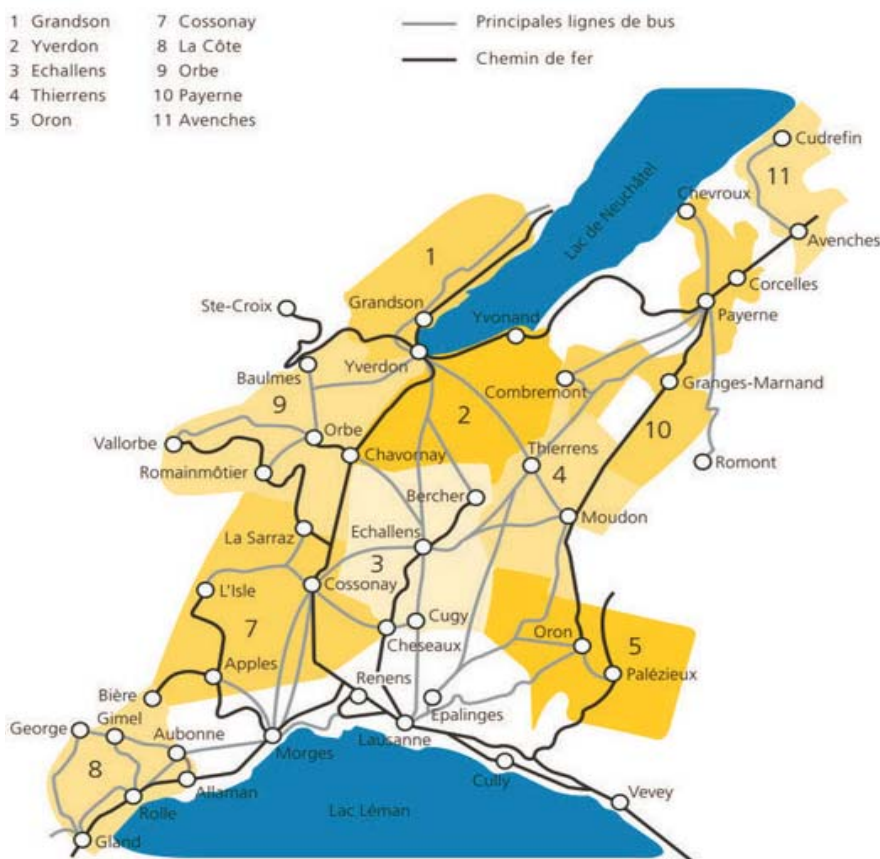 1 Grandson
2 Yverdon
3 Echallens
4 Thierrens
5 Oron
7 Cossonay
8 La Côte
9 Orbe
10 Payerne
11 Avenches
Principales lignes de bus
Chemin de fer
Cudrefin
11
Chevroux
Lac de Neuchâtel
Avenches
1
Corcelles
Ste-Croix
Grandson
Payerne
Yvonand
Yverdon
Baulmes
Combremont
Granges-Marnand
9
2
10
Orbe
Vallorbe
Chavornay
Thierrens
Romont
Romainmôtier
4
Bercher
Moudon
La Sarraz
Echallens
3
L'Isle
Cossonay
7
Cugy
Cheseaux
Oron
5
Apples
Palézieux
Renens
Bière
Epalinges
George
Gimel
Aubonne
Lausanne
Morges
8
Cully
Allaman
Vevey
Rolle
Lac Léman
Gland